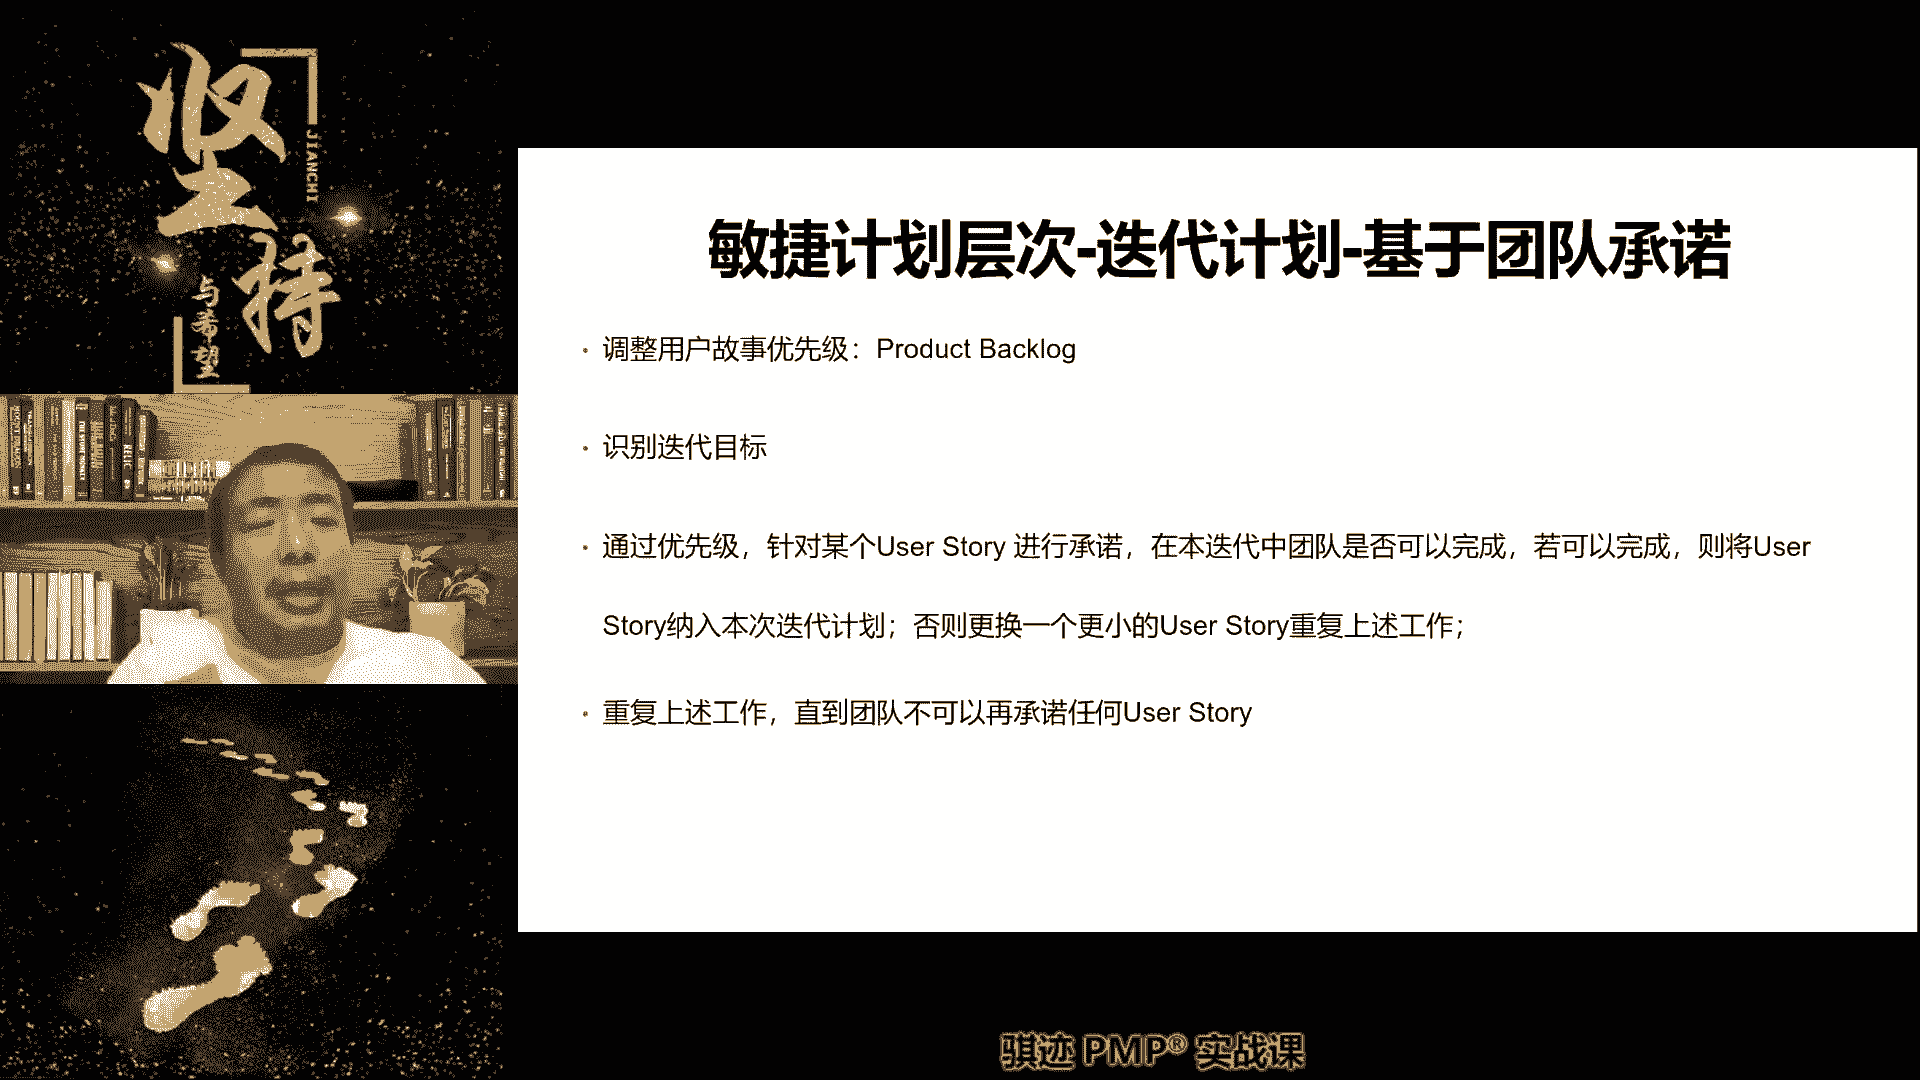 坚持
JIANCHI
与希望
敏捷计划层次-迭代计划-基于团队承诺
· 调整用户故事优先级：Product Backlog
· 识别迭代目标
· 通过优先级，针对某个User Story 进行承诺，在本迭代中团队是否可以完成，若可以完成，则将User
Story纳入本次迭代计划；否则更换一个更小的User Story重复上述工作；
· 重复上述工作，直到团队不可以再承诺任何User Story
骐迹 PMP® 实战课